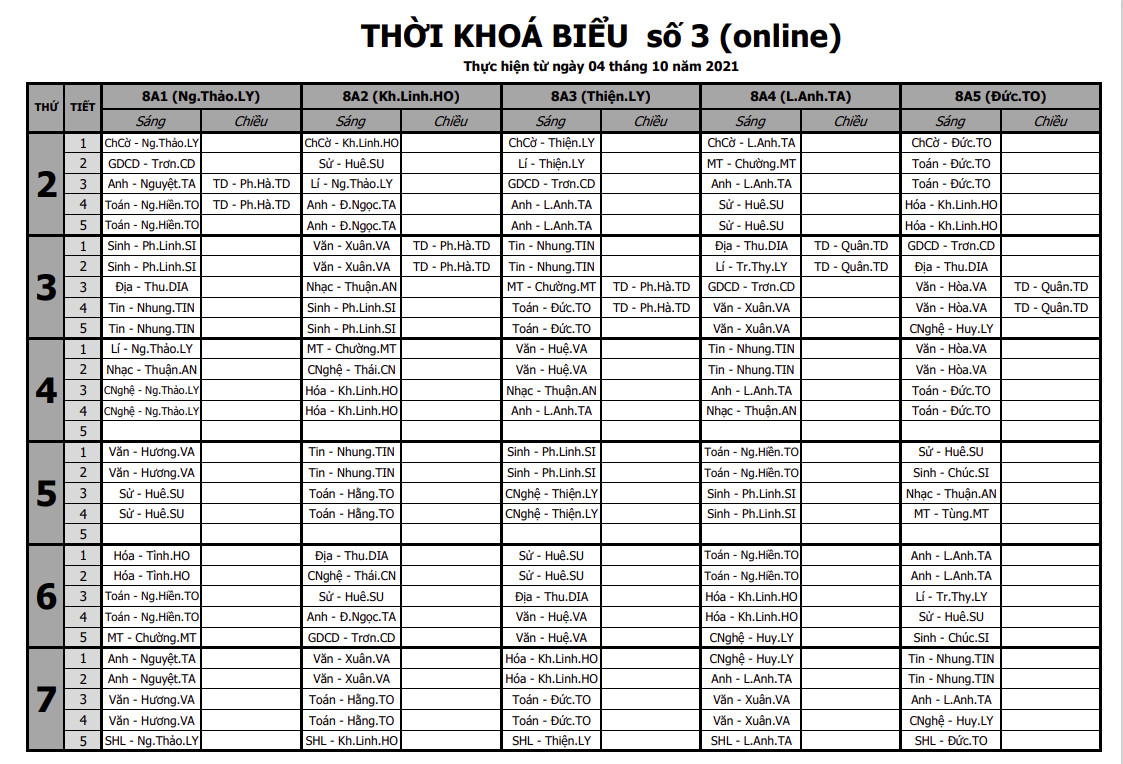 THỜI KHOÁ BIỂU số 3 (online)
Thực hiện từ ngày 04 tháng 10 năm 2021
THỨ TIẾT 8A1 (Ng.Thảo.LY) 8A2 (Kh.Linh.HO) 8A3 (Thiện.LY) 8A4 (L.Anh.TA) 8A5 (Đức.TO)
Sáng Chiều Sáng Chiều Sáng Chiều Sáng Chiều Sáng Chiều
2
1 ChCờ - Ng.Thảo.LY ChCờ - Kh.Linh.HO ChCờ - Thiện.LY ChCờ - L.Anh.TA ChCờ - Đức.TO
2 GDCD - Trơn.CD Sử - Huê.SU Lí - Thiện.LY MT - Chường.MT Toán - Đức.TO
3 Anh - Nguyệt.TA TD - Ph.Hà.TD Lí - Ng.Thảo.LY GDCD - Trơn.CD Anh - L.Anh.TA Toán - Đức.TO
4 Toán - Ng.Hiền.TO TD - Ph.Hà.TD Anh - Đ.Ngọc.TA Anh - L.Anh.TA Sử - Huê.SU Hóa - Kh.Linh.HO
5 Toán - Ng.Hiền.TO Anh - Đ.Ngọc.TA Anh - L.Anh.TA Sử - Huê.SU Hóa - Kh.Linh.HO
3
1 Sinh - Ph.Linh.SI Văn - Xuân.VA TD - Ph.Hà.TD Tin - Nhung.TIN Địa - Thu.DIA TD - Quân.TD GDCD - Trơn.CD
2 Sinh - Ph.Linh.SI Văn - Xuân.VA TD - Ph.Hà.TD Tin - Nhung.TIN Lí - Tr.Thy.LY TD - Quân.TD Địa - Thu.DIA
3 Địa - Thu.DIA Nhạc - Thuận.AN MT - Chường.MT TD - Ph.Hà.TD GDCD - Trơn.CD Văn - Hòa.VA TD - Quân.TD
4 Tin - Nhung.TIN Sinh - Ph.Linh.SI Toán - Đức.TO TD - Ph.Hà.TD Văn - Xuân.VA Văn - Hòa.VA TD - Quân.TD
5 Tin - Nhung.TIN Sinh - Ph.Linh.SI Toán - Đức.TO Văn - Xuân.VA CNghệ - Huy.LY
4
1 Lí - Ng.Thảo.LY MT - Chường.MT Văn - Huệ.VA Tin - Nhung.TIN Văn - Hòa.VA
2 Nhạc - Thuận.AN CNghệ - Thái.CN Văn - Huệ.VA Tin - Nhung.TIN Văn - Hòa.VA
3 CNghệ - Ng.Thảo.LY Hóa - Kh.Linh.HO Nhạc - Thuận.AN Anh - L.Anh.TA Toán - Đức.TO
4 CNghệ - Ng.Thảo.LY Hóa - Kh.Linh.HO Anh - L.Anh.TA Nhạc - Thuận.AN Toán - Đức.TO
5
5
1 Văn - Hương.VA Tin - Nhung.TIN Sinh - Ph.Linh.SI Toán - Ng.Hiền.TO Sử - Huê.SU
2 Văn - Hương.VA Tin - Nhung.TIN Sinh - Ph.Linh.SI Toán - Ng.Hiền.TO Sinh - Chúc.SI
3 Sử - Huê.SU Toán - Hằng.TO CNghệ - Thiện.LY Sinh - Ph.Linh.SI Nhạc - Thuận.AN
4 Sử - Huê.SU Toán - Hằng.TO CNghệ - Thiện.LY Sinh - Ph.Linh.SI MT - Tùng.MT
5
6
1 Hóa - Tình.HO Địa - Thu.DIA Sử - Huê.SU Toán - Ng.Hiền.TO Anh - L.Anh.TA
2 Hóa - Tình.HO CNghệ - Thái.CN Sử - Huê.SU Toán - Ng.Hiền.TO Anh - L.Anh.TA
3 Toán - Ng.Hiền.TO Sử - Huê.SU Địa - Thu.DIA Hóa - Kh.Linh.HO Lí - Tr.Thy.LY
4 Toán - Ng.Hiền.TO Anh - Đ.Ngọc.TA Văn - Huệ.VA Hóa - Kh.Linh.HO Sử - Huê.SU
5 MT - Chường.MT GDCD - Trơn.CD Văn - Huệ.VA CNghệ - Huy.LY Sinh - Chúc.SI
7
1 Anh - Nguyệt.TA Văn - Xuân.VA Hóa - Kh.Linh.HO CNghệ - Huy.LY Tin - Nhung.TIN
2 Anh - Nguyệt.TA Văn - Xuân.VA Hóa - Kh.Linh.HO Anh - L.Anh.TA Tin - Nhung.TIN
3 Văn - Hương.VA Toán - Hằng.TO Toán - Đức.TO Văn - Xuân.VA Anh - L.Anh.TA
4 Văn - Hương.VA Toán - Hằng.TO Toán - Đức.TO Văn - Xuân.VA CNghệ - Huy.LY
5 SHL - Ng.Thảo.LY SHL - Kh.Linh.HO SHL - Thiện.LY SHL - L.Anh.TA SHL - Đức.TO